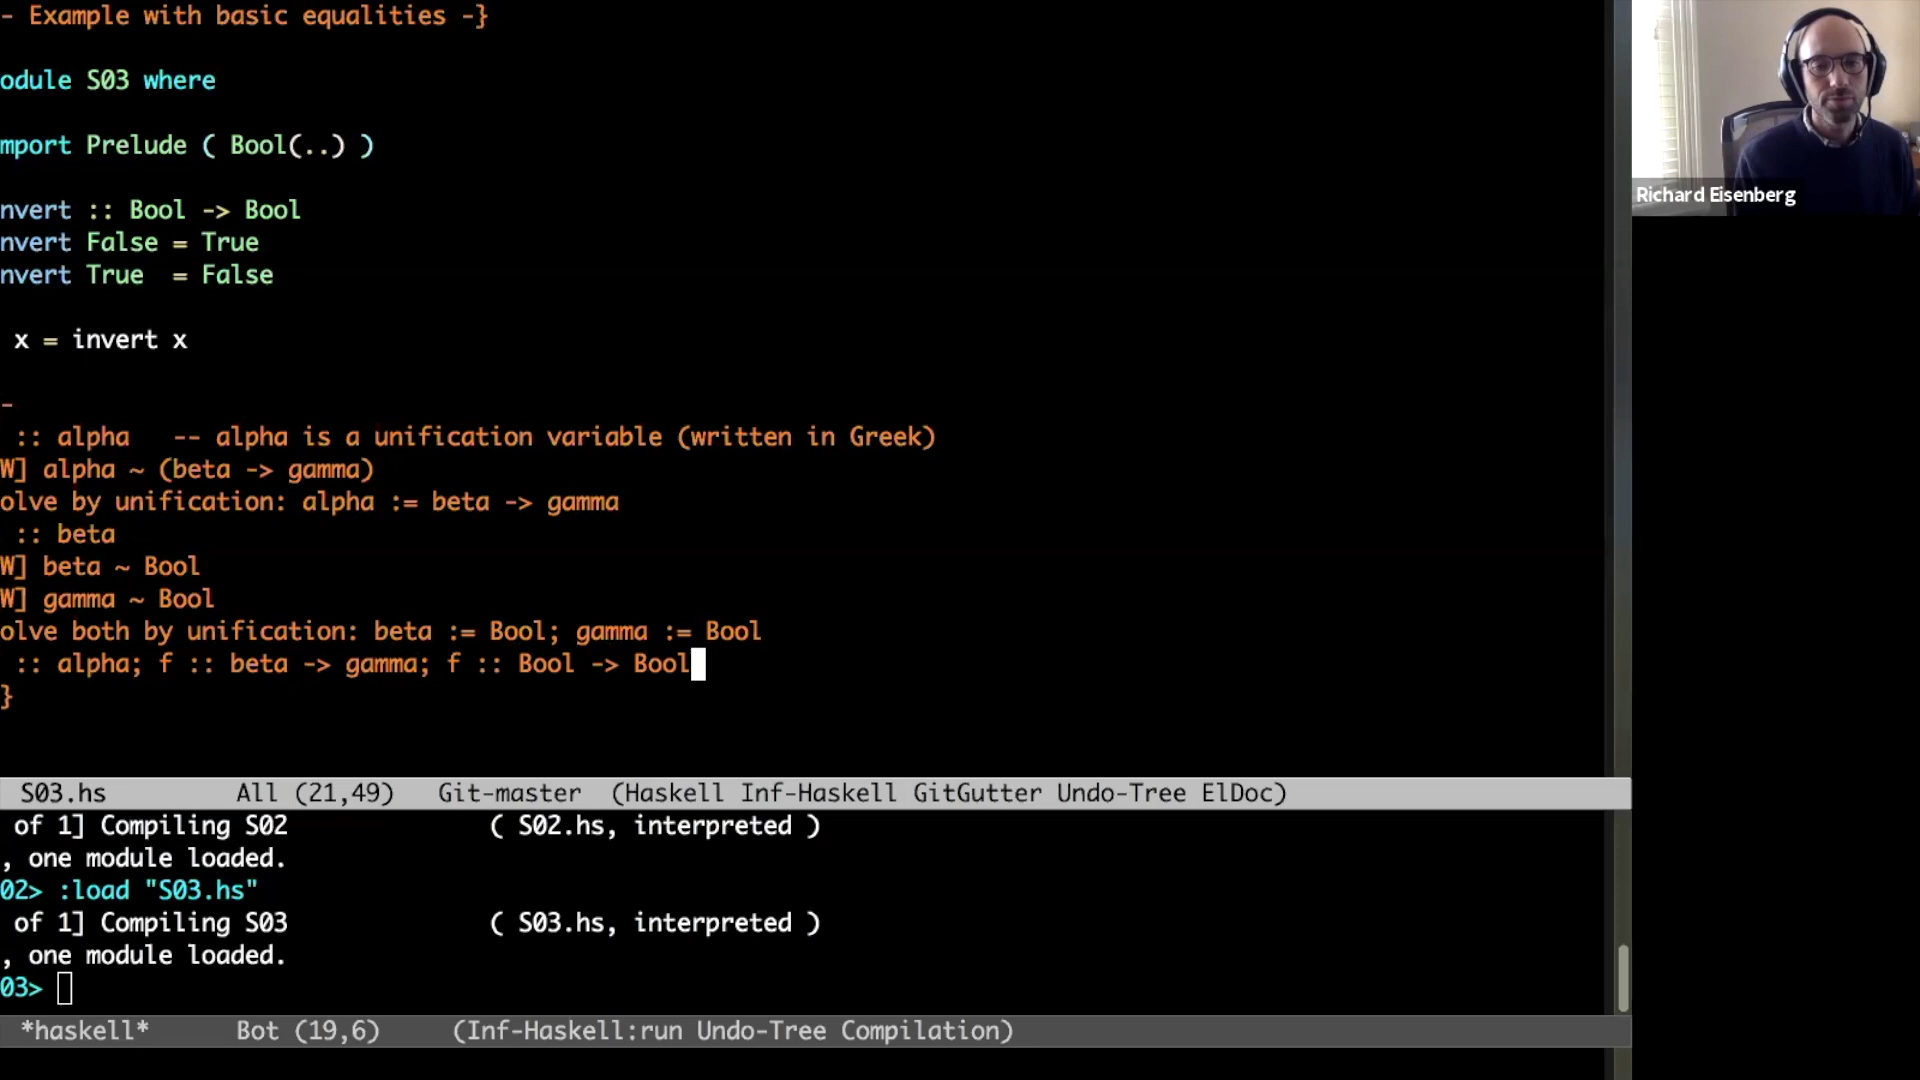 - Example with basic equalities -}
odule S03 where
mport Prelude ( Bool(..) )
nvert :: Bool -> Bool
nvert False = True
nvert True  = False
x = invert x
-
:: alpha   -- alpha is a unification variable (written in Greek)
W] alpha ~ (beta -> gamma)
olve by unification: alpha := beta -> gamma
:: beta
W] beta ~ Bool
W] gamma ~ Bool
olve both by unification: beta := Bool; gamma := Bool
:: alpha; f :: beta -> gamma; f :: Bool -> Bool
}
S03.hs         All (21,49)   Git-master  (Haskell Inf-Haskell GitGutter Undo-Tree ElDoc)
of 1] Compiling S02              ( S02.hs, interpreted )
, one module loaded.
02> :load "S03.hs"
of 1] Compiling S03              ( S03.hs, interpreted )
, one module loaded.
03>
*haskell*      Bot (19,6)    (Inf-Haskell:run Undo-Tree Compilation)
Richard Eisenberg